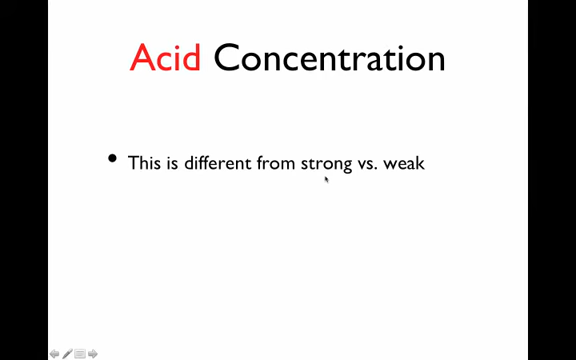 Acid Concentration
• This is different from strong vs. weak